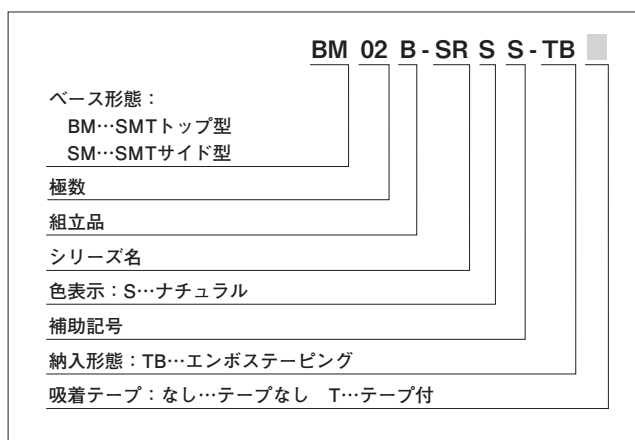 BM 02 B - SR S S - TB
ベース形態：
BM…SMTトップ型
SM…SMTサイド型
極数
組立品
シリーズ名
色表示：S…ナチュラル
補助記号
納入形態：TB…エンボステーピング
吸着テープ：なし…テープなし　T…テープ付